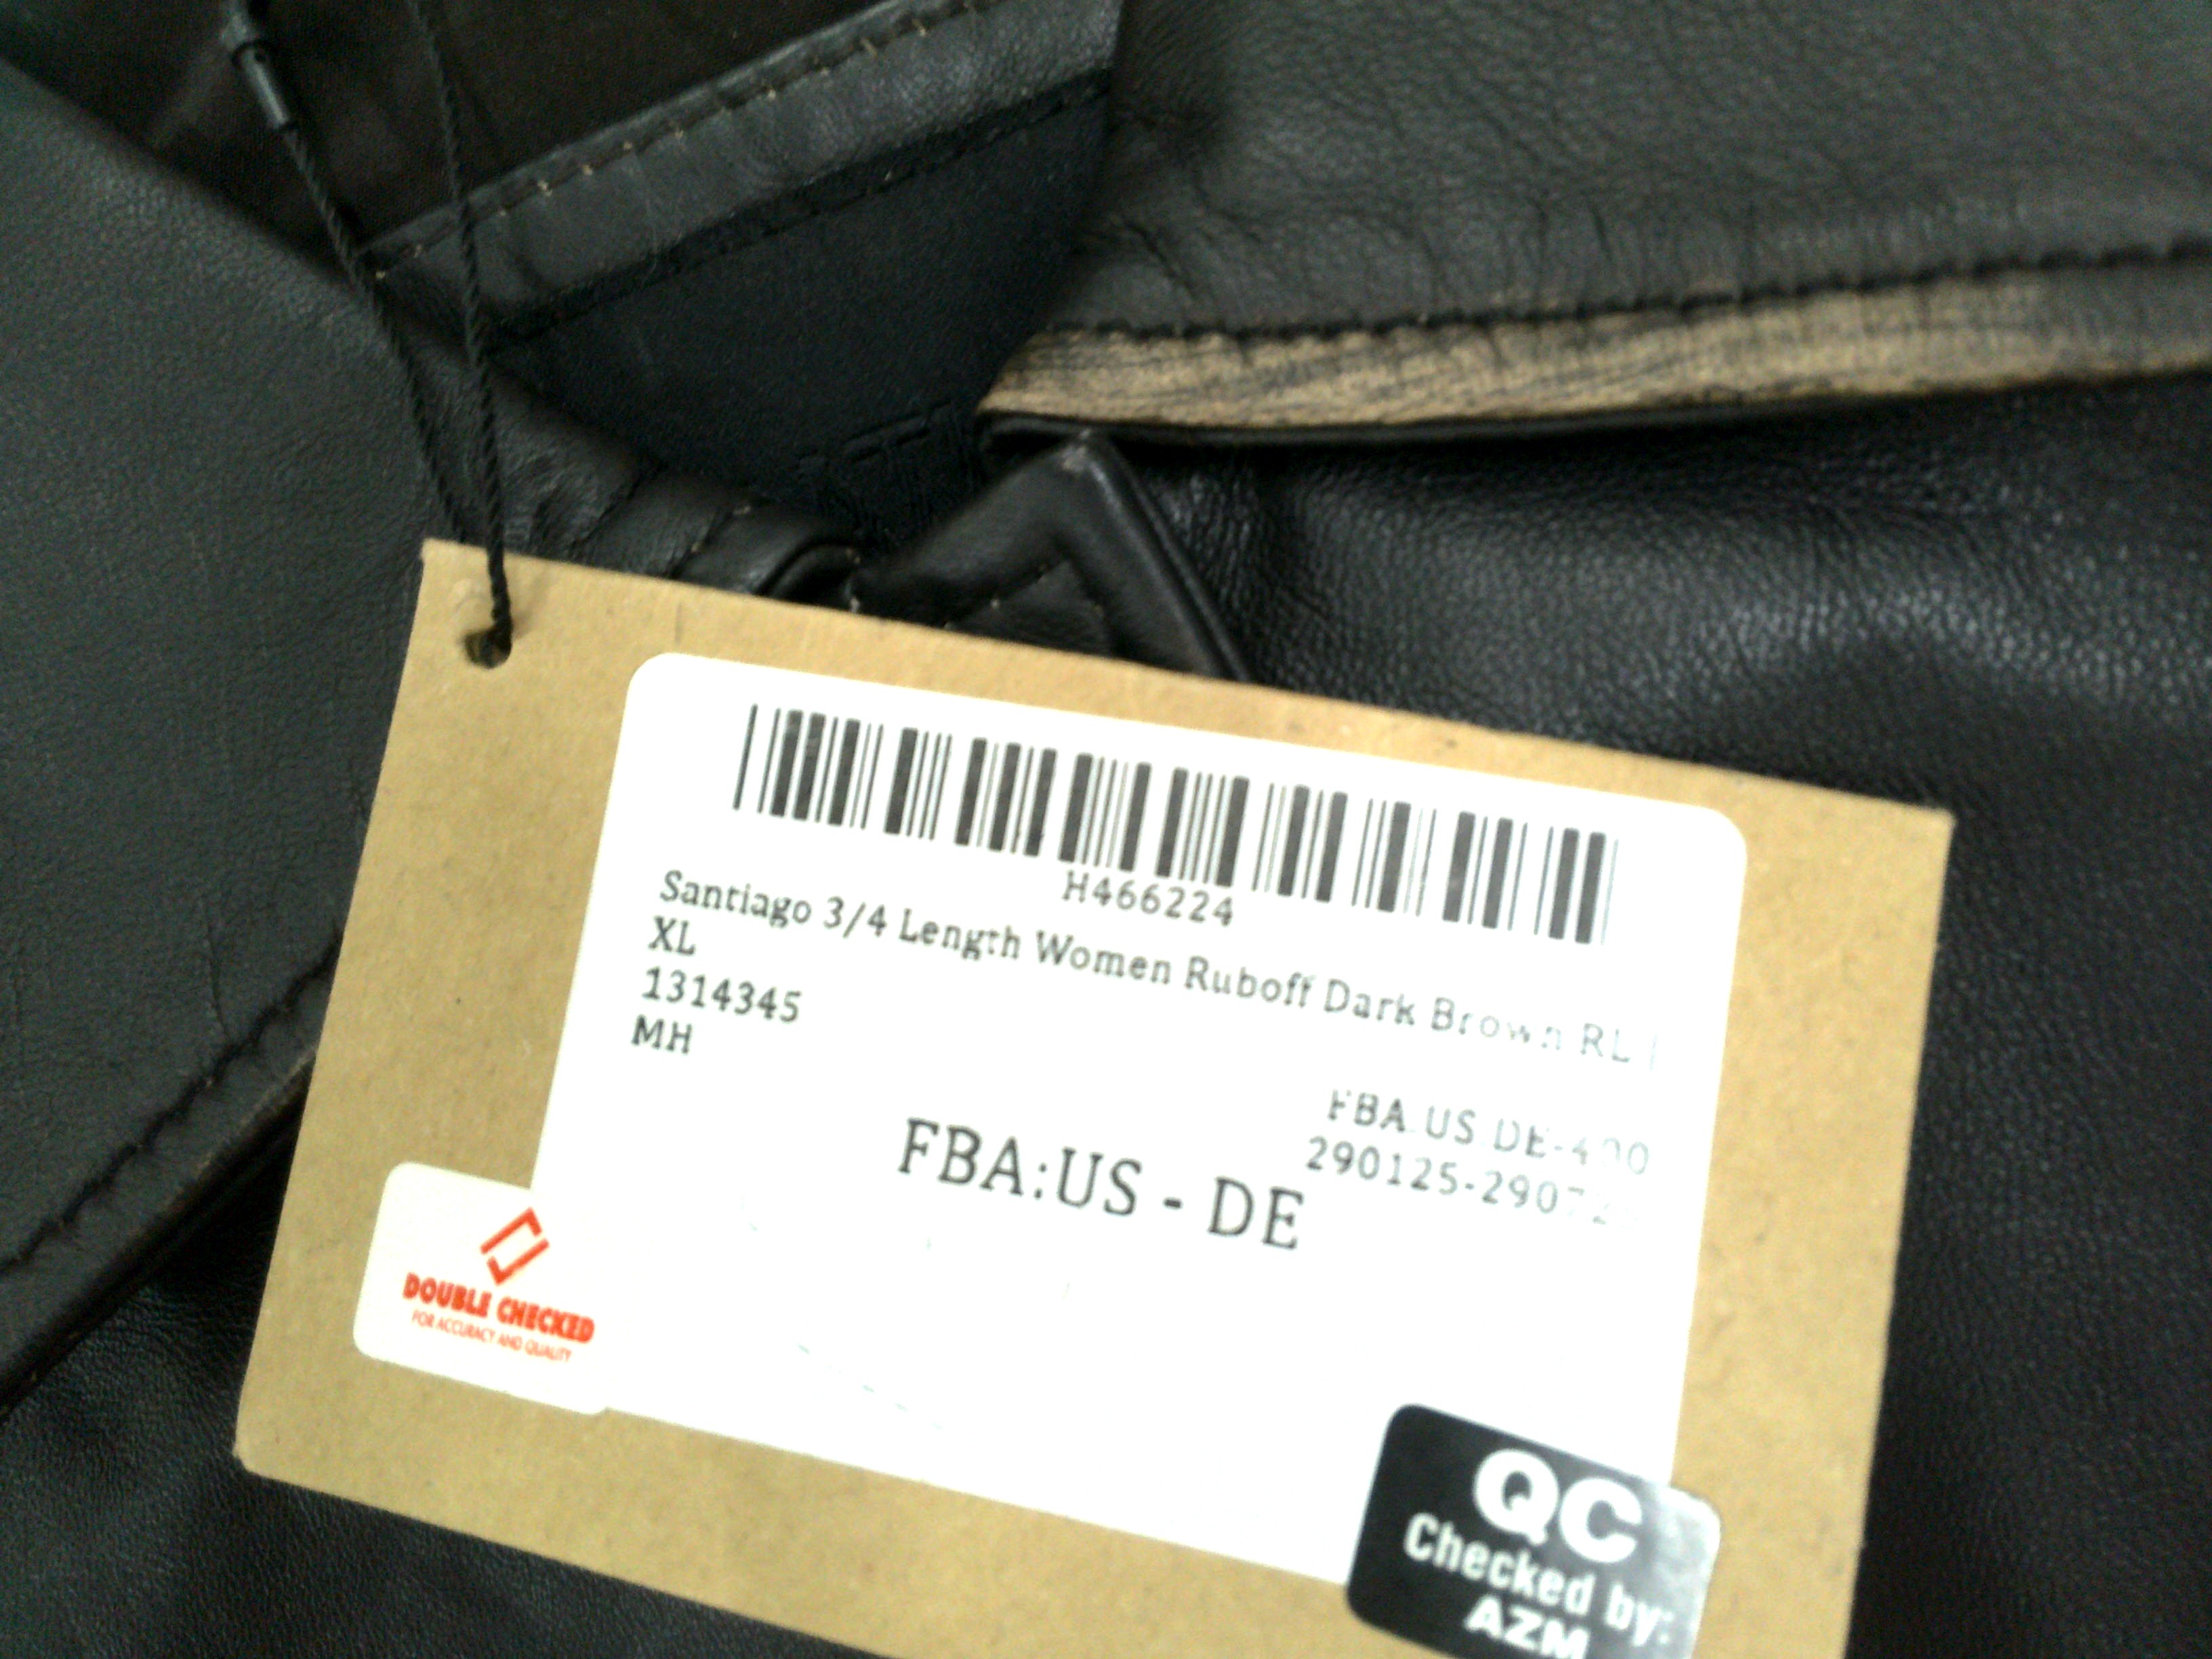 H466224
Santiago 3/4 Length Women Ruboff Dark Brown RL |
XL
1314345
MH
FBA:US DE-400
FBA:US - DE
DOUBLE CHECKED
FOR ACCURACY AND QUALITY
QC
Checked by:
AZM